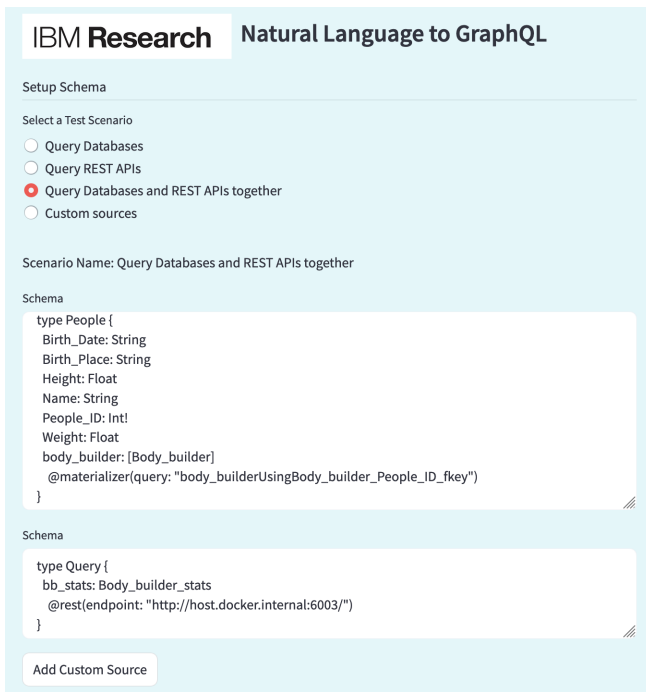 IBM Research Natural Language to GraphQL
Setup Schema
Select a Test Scenario
Query Databases
Query REST APIs
Query Databases and REST APIs together
Custom sources
Scenario Name: Query Databases and REST APIs together
Schema
type People {
Birth_Date: String
Birth_Place: String
Height: Float
Name: String
People_ID: Int!
Weight: Float
body_builder: [Body_builder]
@materializer(query: "body_builderUsingBody_builder_People_ID_fkey")
}
Schema
type Query {
bb_stats: Body_builder_stats
@rest(endpoint: "http://host.docker.internal:6003/")
}
Add Custom Source